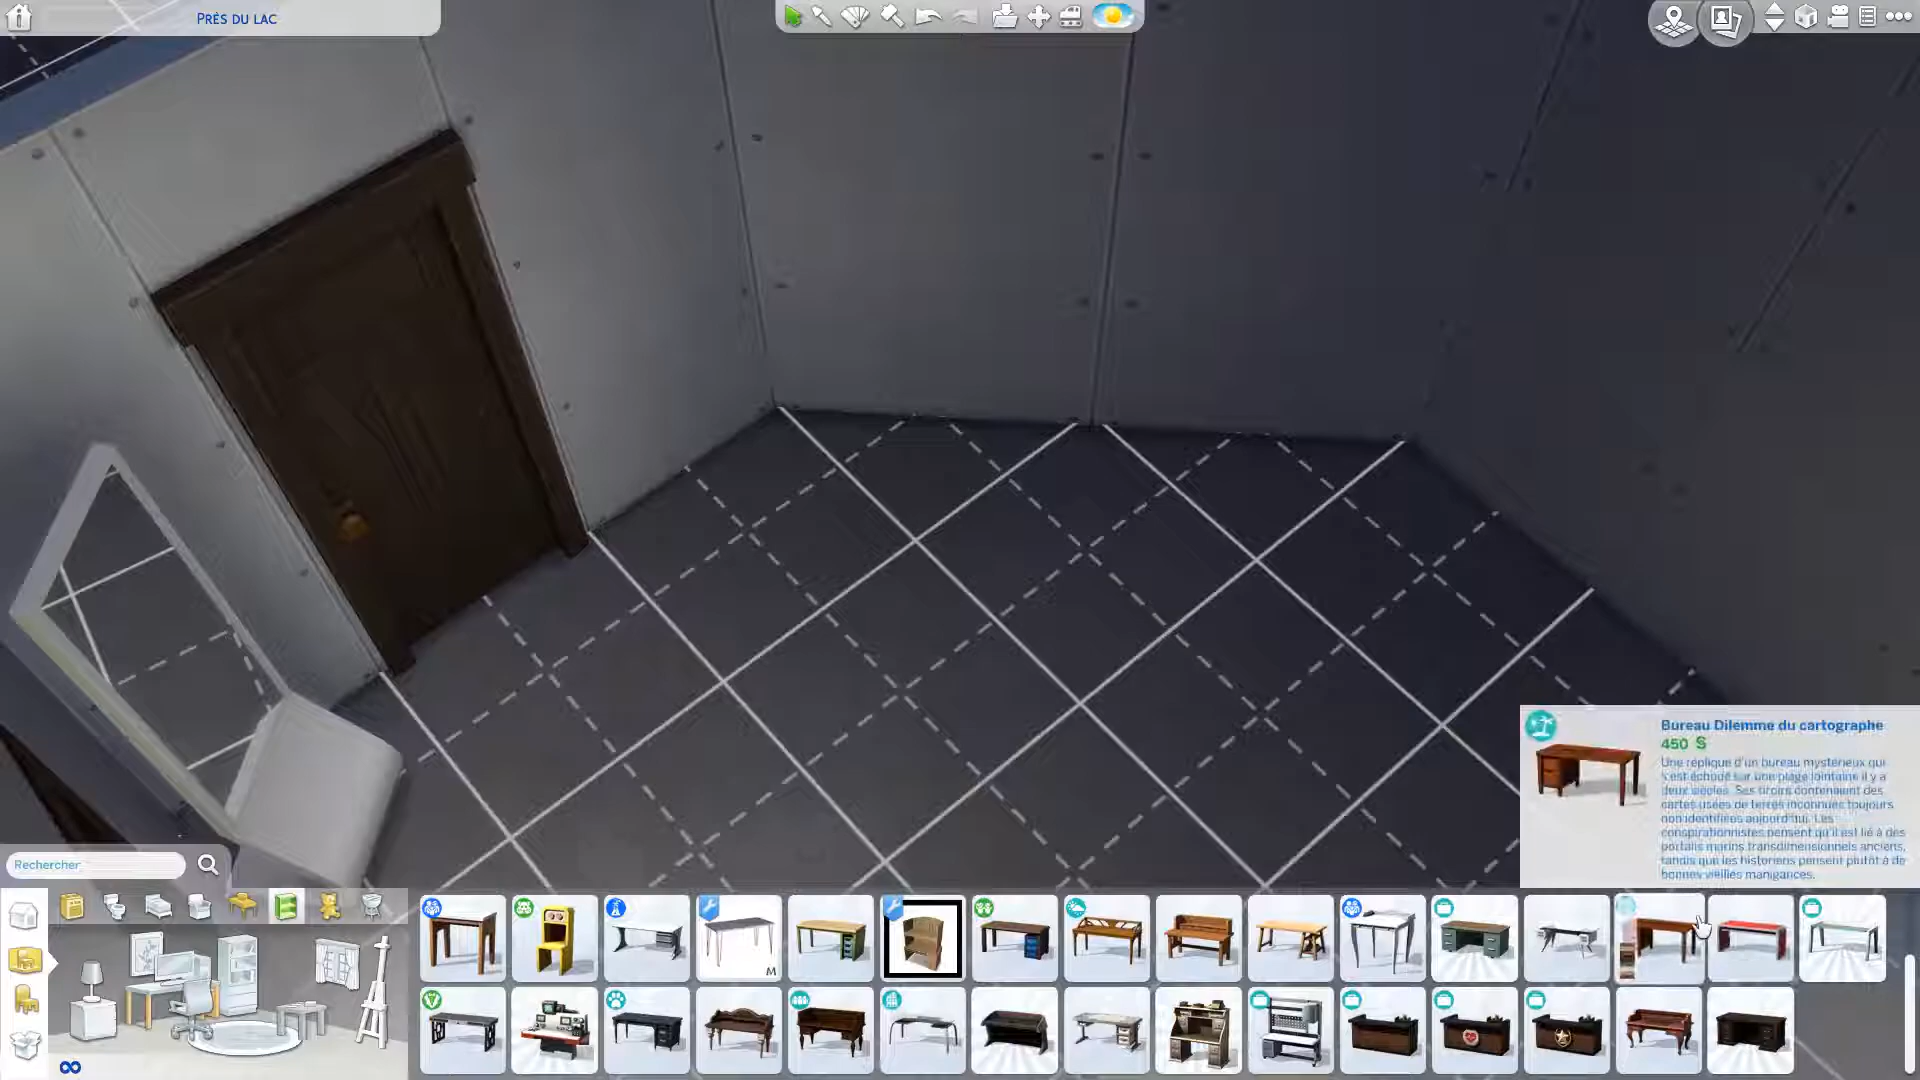 PRÈS DU LAC
Bureau Dilemme du cartographe
450 $
Une réplique d'un bureau mystérieux qui
s'est échoué sur une plage lointaine il y a
deux siècles. Ses tiroirs contenaient des
cartes usées de terres inconnues toujours
non identifiées aujourd'hui. Les
conspirationnistes pensent qu'il est lié à des
portails marins transdimensionnels anciens,
tandis que les historiens pensent plutôt à de
bonnes vieilles manigances.
Rechercher
M